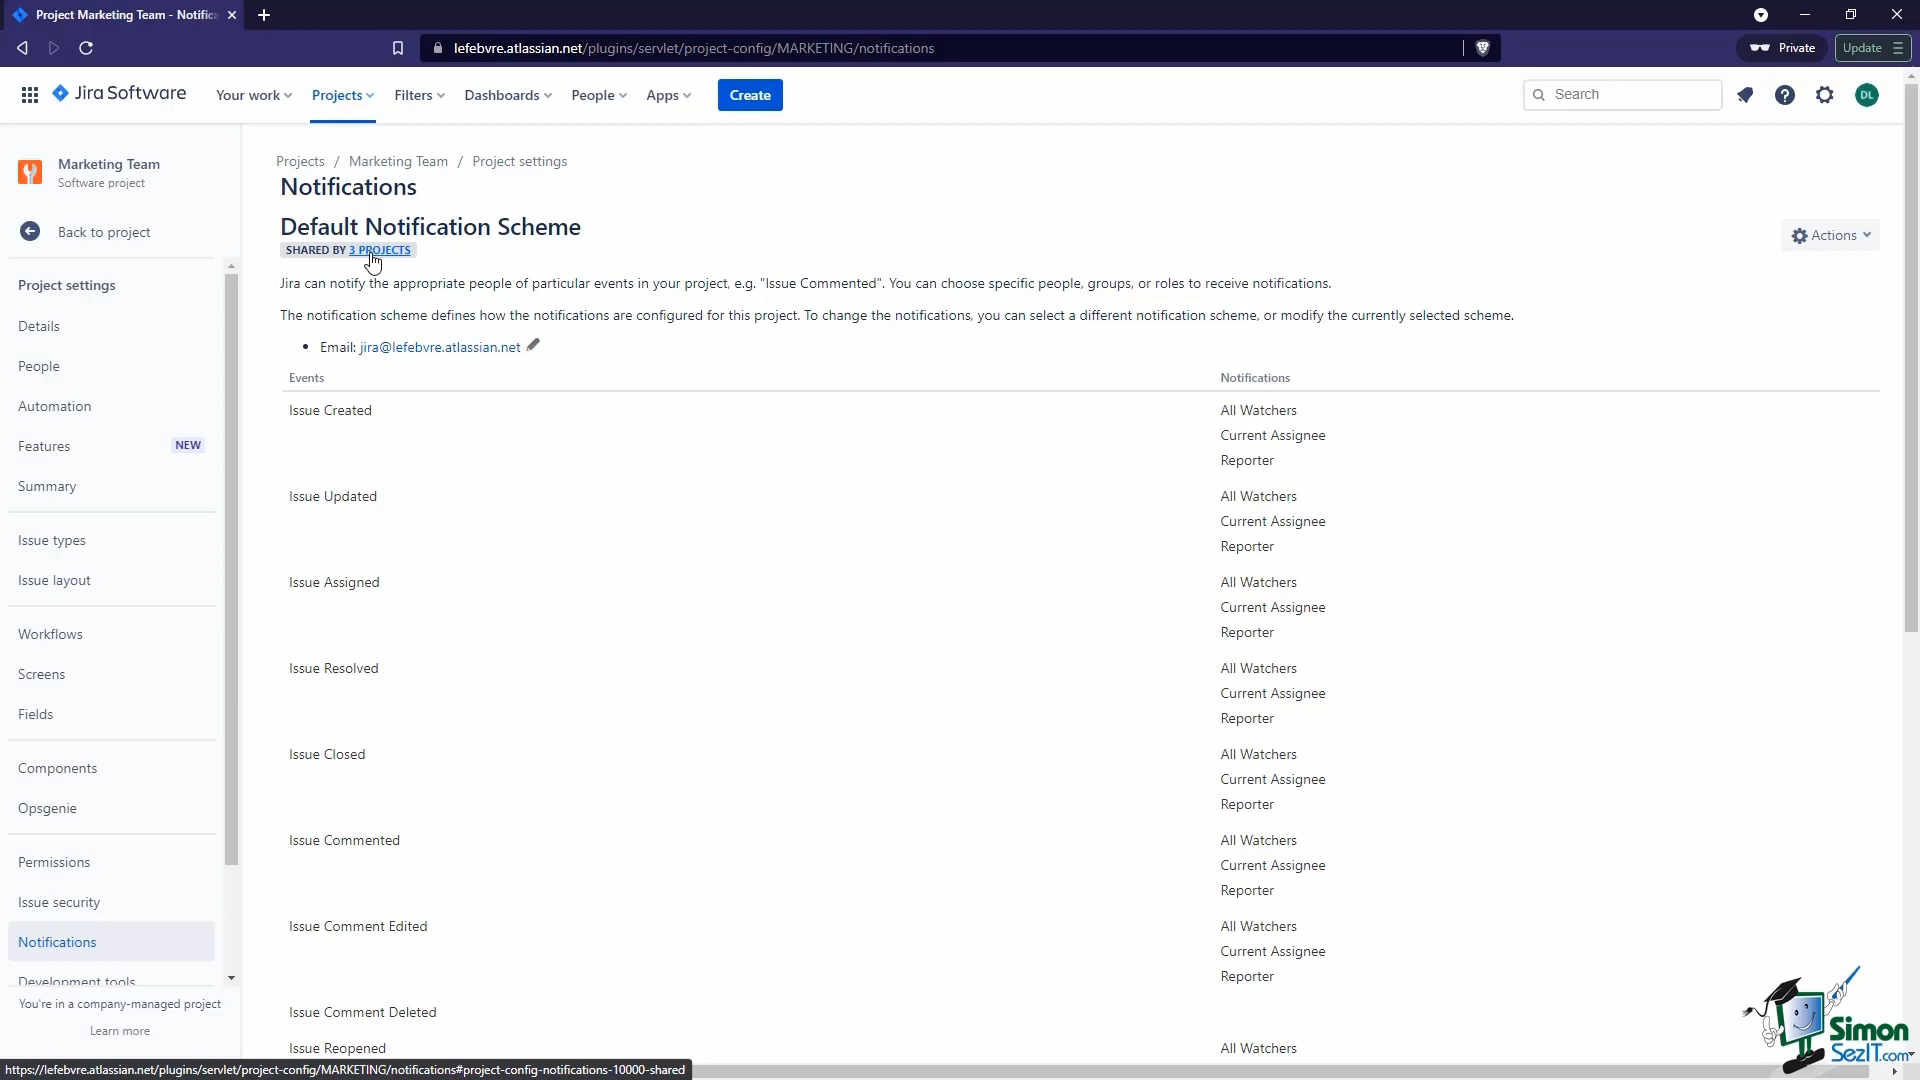 Project Marketing Team - Notific
lefebvre.atlassian.net/plugins/servlet/project-config/MARKETING/notifications
Private
Update
Jira Software
Your work
Projects
Filters
Dashboards
People
Apps
Create
Search
DL
Marketing Team
Software project
Back to project
Project settings
Details
People
Automation
Features NEW
Summary
Issue types
Issue layout
Workflows
Screens
Fields
Components
Opsgenie
Permissions
Issue security
Notifications
Development tools
You're in a company-managed project
Learn more
Projects / Marketing Team / Project settings
Notifications
Default Notification Scheme
SHARED BY 3 PROJECTS
Actions
Jira can notify the appropriate people of particular events in your project, e.g. "Issue Commented". You can choose specific people, groups, or roles to receive notifications.
The notification scheme defines how the notifications are configured for this project. To change the notifications, you can select a different notification scheme, or modify the currently selected scheme.
• Email: jira@lefebvre.atlassian.net
Events Notifications
Issue Created All Watchers
Current Assignee
Reporter
Issue Updated All Watchers
Current Assignee
Reporter
Issue Assigned All Watchers
Current Assignee
Reporter
Issue Resolved All Watchers
Current Assignee
Reporter
Issue Closed All Watchers
Current Assignee
Reporter
Issue Commented All Watchers
Current Assignee
Reporter
Issue Comment Edited All Watchers
Current Assignee
Reporter
Issue Comment Deleted
Issue Reopened All Watchers
https://lefebvre.atlassian.net/plugins/servlet/project-config/MARKETING/notifications#project-config-notifications-10000-shared
Simon
SezIT.com